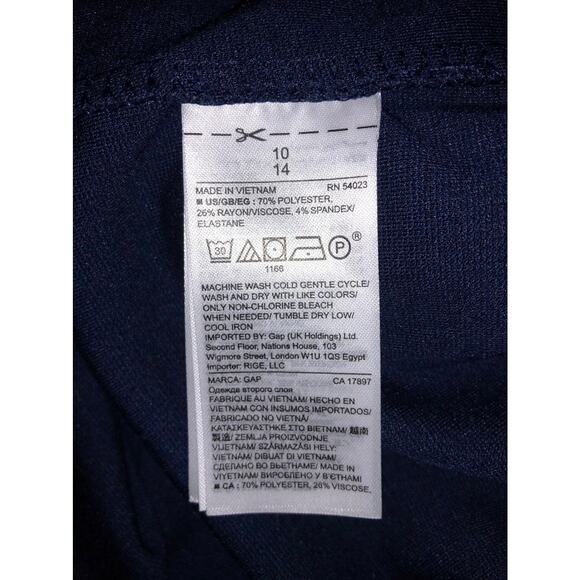 10
14
MADE IN VIETNAM RN 54023
US/GB/EG : 70% POLYESTER,
26% RAYON/VISCOSE, 4% SPANDEX/
ELASTANE
30 P ®
1166
MACHINE WASH COLD GENTLE CYCLE/
WASH AND DRY WITH LIKE COLORS/
ONLY NON-CHLORINE BLEACH
WHEN NEEDED/ TUMBLE DRY LOW/
COOL IRON
IMPORTED BY: Gap (UK Holdings) Ltd.
Second Floor, Nations House, 103
Wigmore Street, London W1U 1QS Egypt
Importer: RIGE, LLC
MARCA: GAP CA 17897
Одежда второго слоя
FABRIQUE AU VIETNAM/ HECHO EN
VIETNAM CON INSUMOS IMPORTADOS/
FABRICADO NO VIETNÃ/
ΚΑΤΑΣΚΕΥΑΣΤΗΚΕ ΣΤΟ ΒΙΕΤΝΑΜ/ 越南
製造/ ZEMLJA PROIZVODNJE
VIJETNAM/ SZÁRMAZÁSI HELY:
VIETNAM/ DIBUAT DI VIETNAM/
СДЕЛАНО ВО ВЬЕТНАМЕ/ MADE IN
VIYETNAM/ ВИРОБЛЕНО У В'ЄТНАМІ
CA : 70% POLYESTER, 26% VISCOSE,